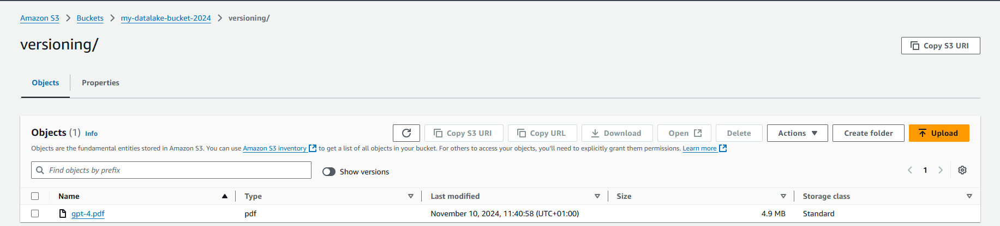 Amazon S3 > Buckets > my-datalake-bucket-2024 > versioning/
versioning/
Copy S3 URI
Objects Properties
Objects (1) Info
Copy S3 URI Copy URL Download Open Delete Actions Create folder Upload
Objects are the fundamental entities stored in Amazon S3. You can use Amazon S3 inventory to get a list of all objects in your bucket. For others to access your objects, you'll need to explicitly grant them permissions. Learn more
Find objects by prefix Show versions 1
Name Type Last modified Size Storage class
gpt-4.pdf pdf November 10, 2024, 11:40:58 (UTC+01:00) 4.9 MB Standard